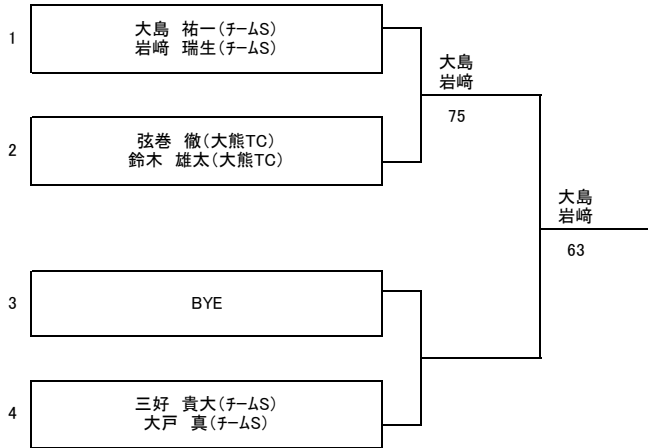 1
大島 祐一(ﾁｰﾑS)
岩﨑 瑞生(ﾁｰﾑS)
大島
岩﨑
75
2
弦巻 徹(大熊TC)
鈴木 雄太(大熊TC)
大島
岩﨑
63
3
BYE
4
三好 貴大(ﾁｰﾑS)
大戸 真(ﾁｰﾑS)